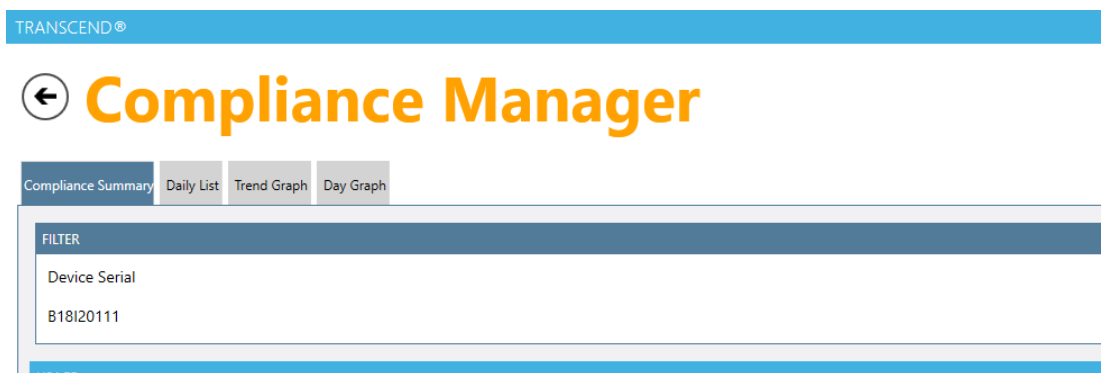 TRANSCEND®
Compliance Manager
Compliance Summary Daily List Trend Graph Day Graph
FILTER
Device Serial
B18I20111